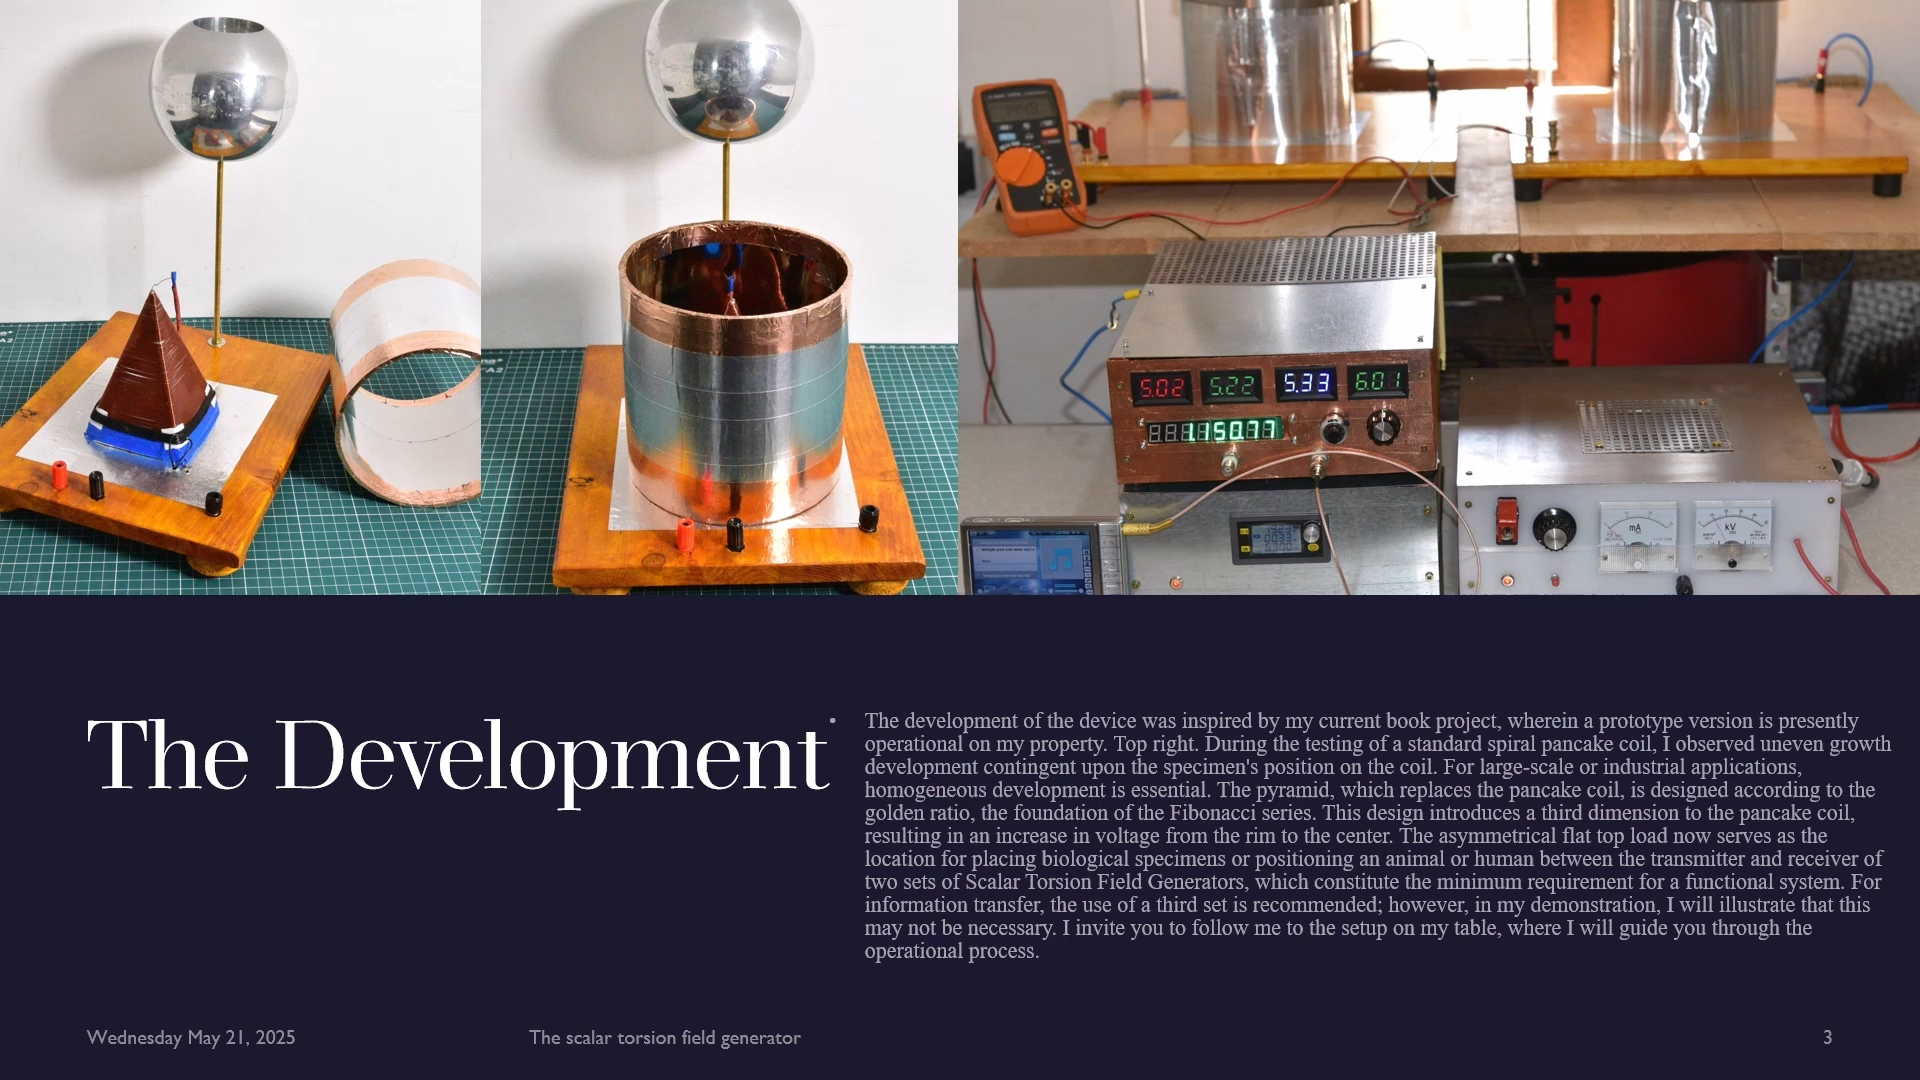 5.02 5.22 5.33 6.01
mA
kV
The Development
• The development of the device was inspired by my current book project, wherein a prototype version is presently
operational on my property. Top right. During the testing of a standard spiral pancake coil, I observed uneven growth
development contingent upon the specimen's position on the coil. For large-scale or industrial applications,
homogeneous development is essential. The pyramid, which replaces the pancake coil, is designed according to the
golden ratio, the foundation of the Fibonacci series. This design introduces a third dimension to the pancake coil,
resulting in an increase in voltage from the rim to the center. The asymmetrical flat top load now serves as the
location for placing biological specimens or positioning an animal or human between the transmitter and receiver of
two sets of Scalar Torsion Field Generators, which constitute the minimum requirement for a functional system. For
information transfer, the use of a third set is recommended; however, in my demonstration, I will illustrate that this
may not be necessary. I invite you to follow me to the setup on my table, where I will guide you through the
operational process.
Wednesday May 21, 2025
The scalar torsion field generator
3